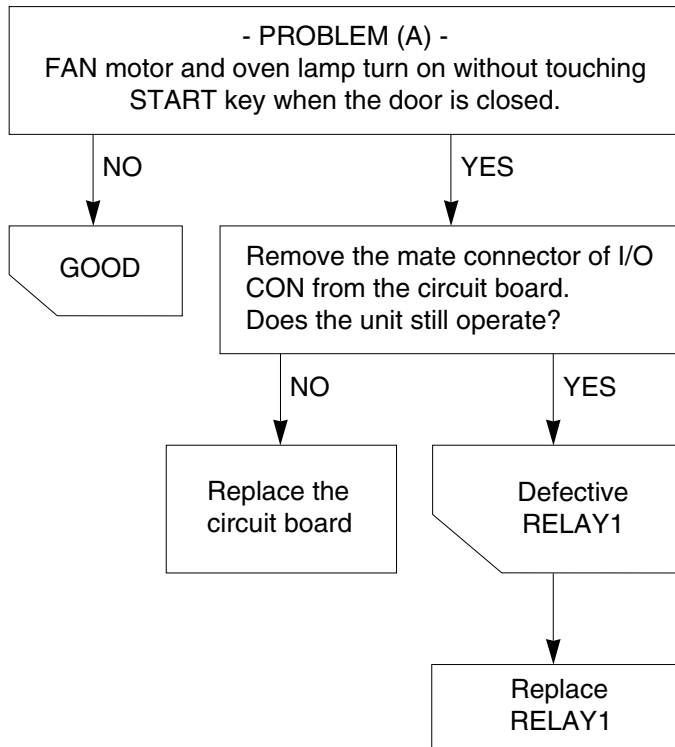 - PROBLEM (A) -
FAN motor and oven lamp turn on without touching
START key when the door is closed.
NO
YES
GOOD
Remove the mate connector of I/O
CON from the circuit board.
Does the unit still operate?
NO
YES
Replace the
circuit board
Defective
RELAY1
Replace
RELAY1